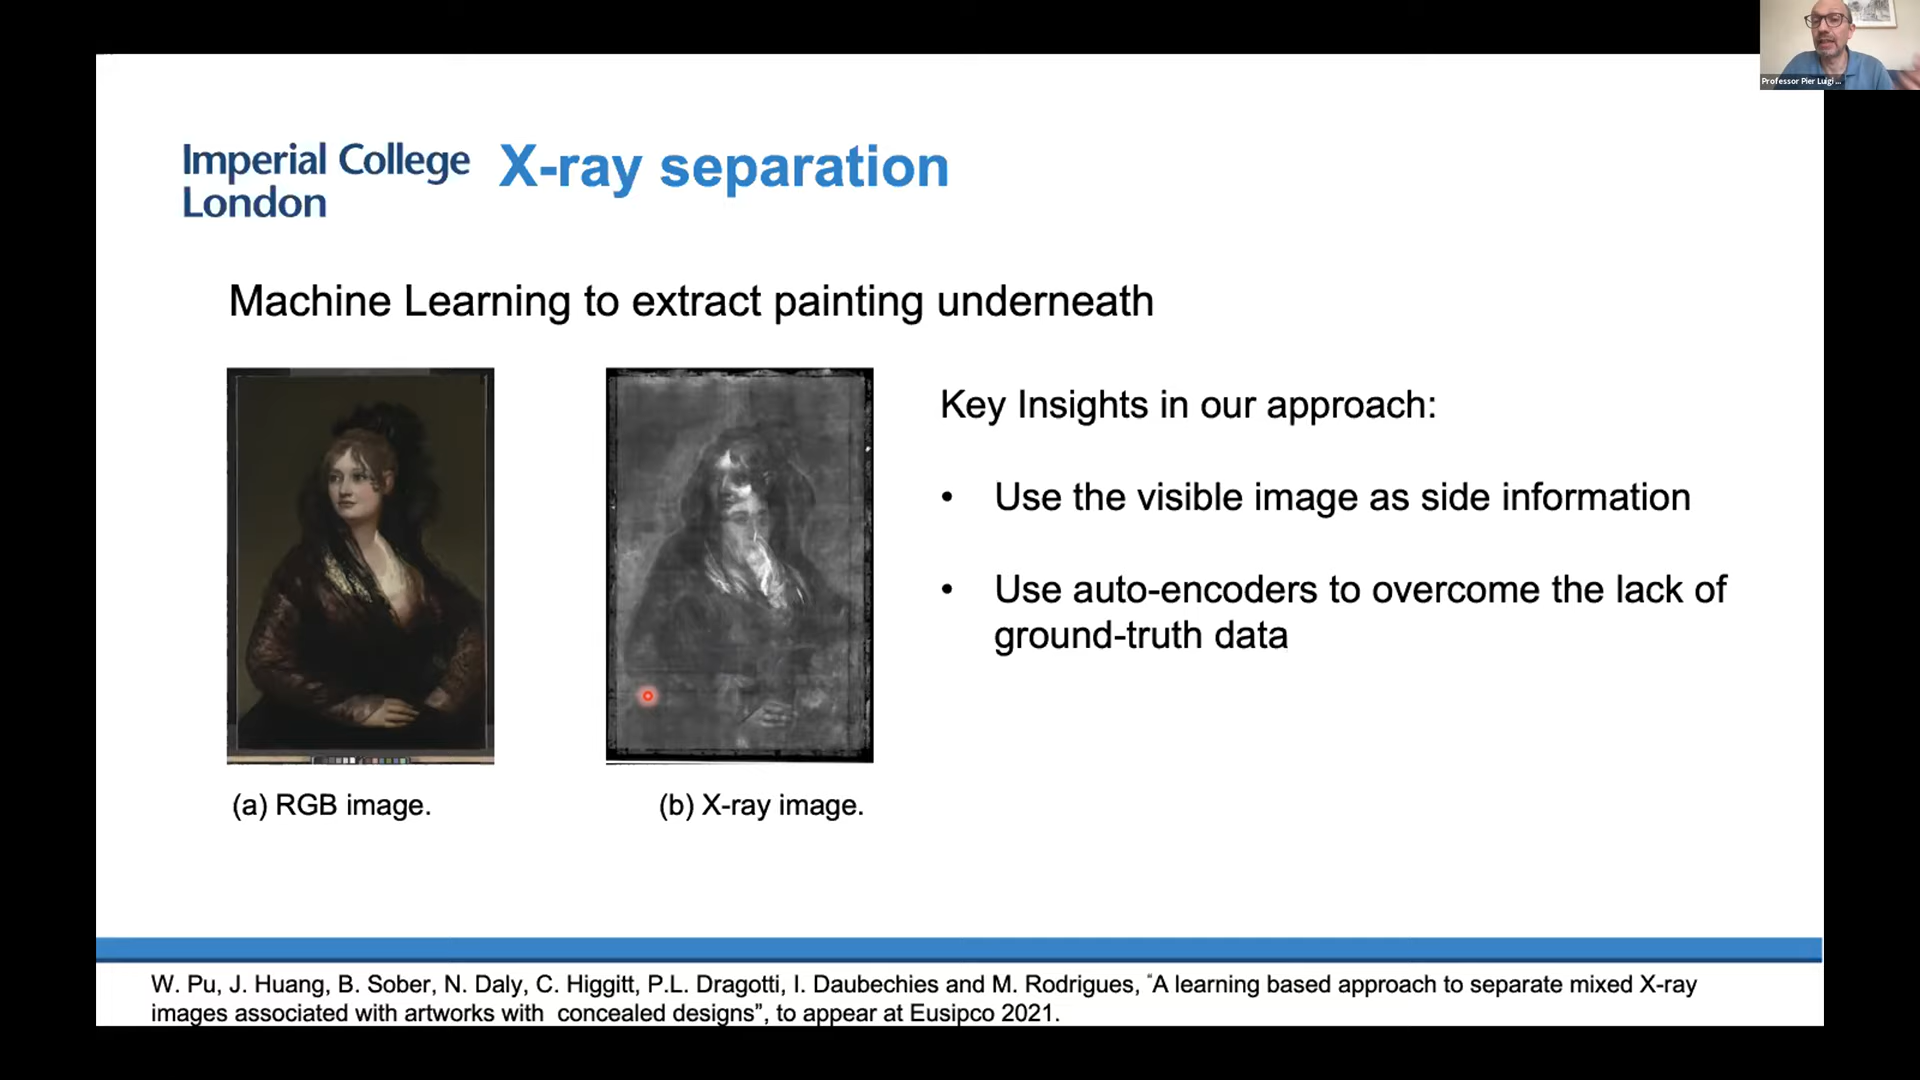 Professor Pier Luigi ...
Imperial College
London
X-ray separation
Machine Learning to extract painting underneath
Key Insights in our approach:
• Use the visible image as side information
• Use auto-encoders to overcome the lack of
ground-truth data
(a) RGB image.
(b) X-ray image.
W. Pu, J. Huang, B. Sober, N. Daly, C. Higgitt, P.L. Dragotti, I. Daubechies and M. Rodrigues, “A learning based approach to separate mixed X-ray
images associated with artworks with concealed designs”, to appear at Eusipco 2021.